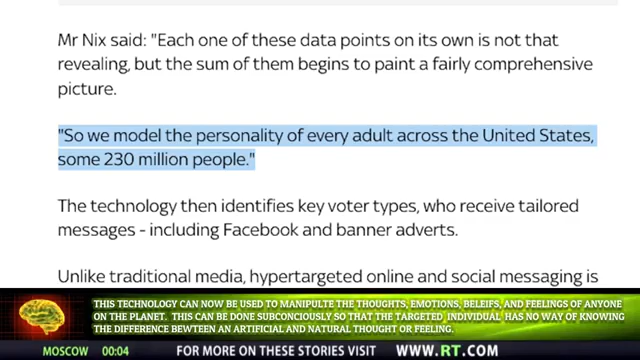 Mr Nix said: "Each one of these data points on its own is not that
revealing, but the sum of them begins to paint a fairly comprehensive
picture.
"So we model the personality of every adult across the United States,
some 230 million people."
The technology then identifies key voter types, who receive tailored
messages - including Facebook and banner adverts.
Unlike traditional media, hypertargeted online and social messaging is
THIS TECHNOLOGY CAN NOW BE USED TO MANIPULTE THE THOUGHTS, EMOTIONS, BELEIFS, AND FEELINGS OF ANYONE
ON THE PLANET. THIS CAN BE DONE SUBCONCIOUSLY SO THAT THE TARGETED INDIVIDUAL HAS NO WAY OF KNOWING
THE DIFFERENCE BEWTEEN AN ARTIFICIAL AND NATURAL THOUGHT OR FEELING.
MOSCOW 00:04 FOR MORE ON THESE STORIES VISIT WWW.RT.COM